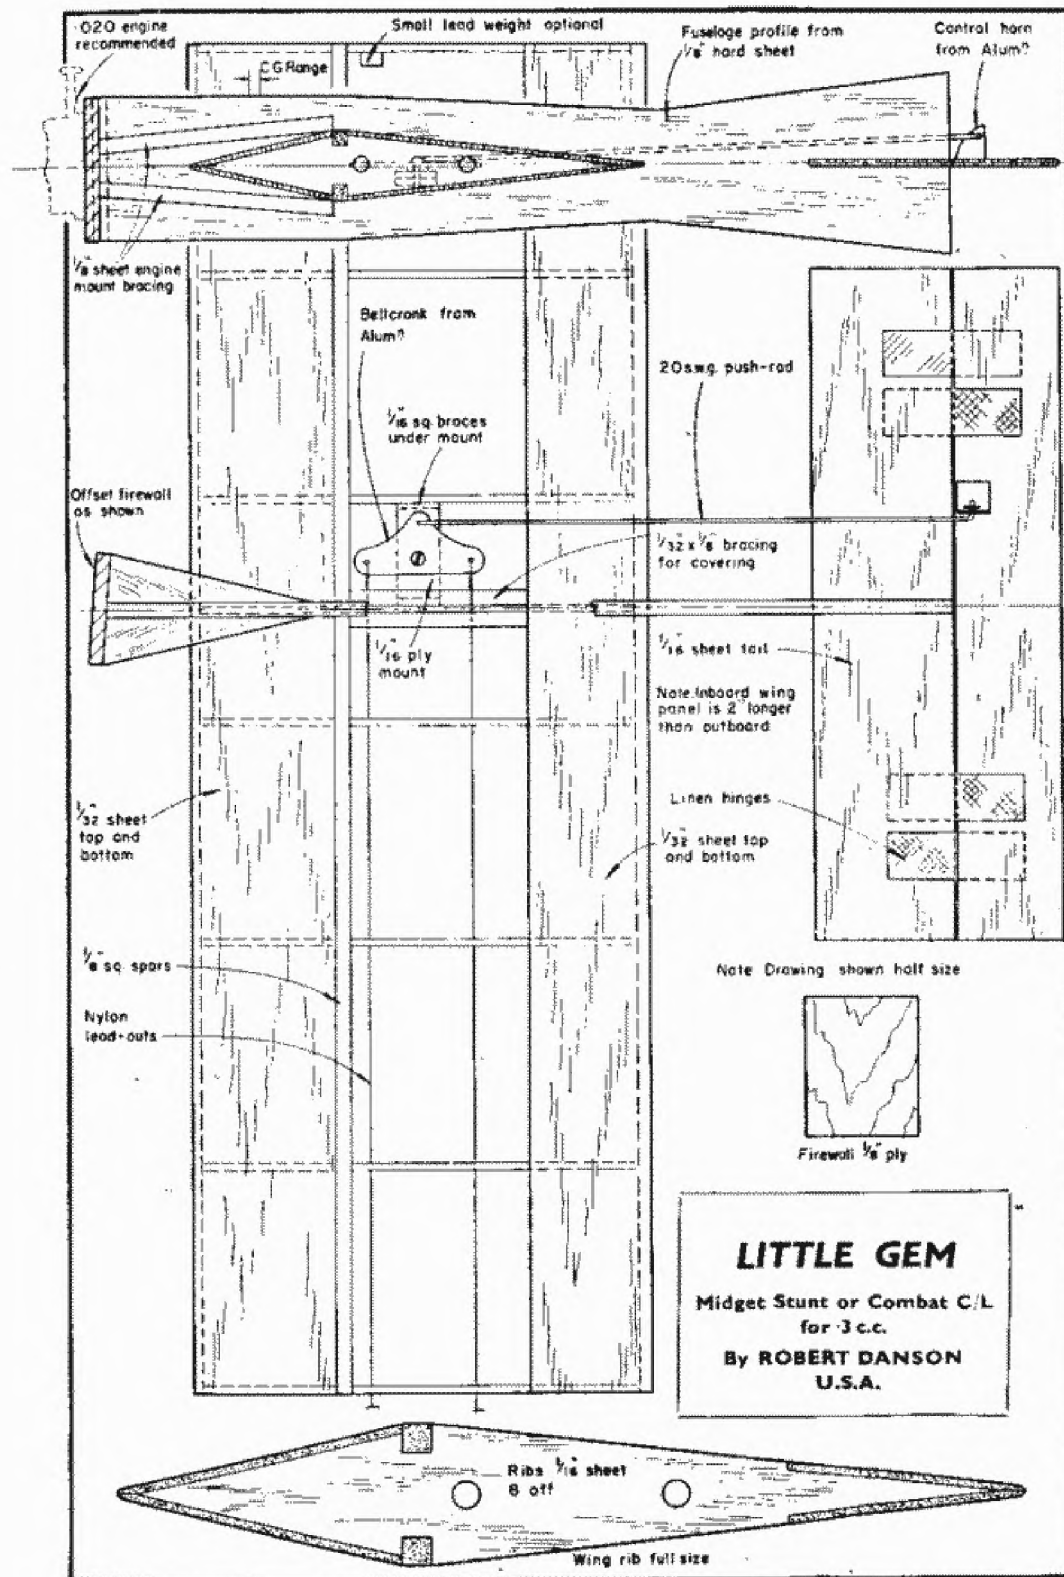 ·020 engine
recommended
Small lead weight optional
C G Range
Fuselage profile from
1/8" hard sheet
Control horn
from Alumn
1/8" sheet engine
mount bracing
Bellcrank from
Alumn
20 s.w.g. push-rod
1/16" sq. braces
under mount
Offset firewall
as shown
1/32" x 1/8" bracing
for covering
1/16" ply
mount
1/16" sheet tail
Note. Inboard wing
panel is 2" longer
than outboard
Linen hinges
1/32" sheet
top and
bottom
1/32" sheet top
and bottom
1/8" sq. spars
Nylon
lead-outs
Note Drawing shown half size
Firewall 1/8" ply
LITTLE GEM
Midget Stunt or Combat C/L
for ·3 c.c.
By ROBERT DANSON
U.S.A.
Ribs 1/16" sheet
8 off
Wing rib full size